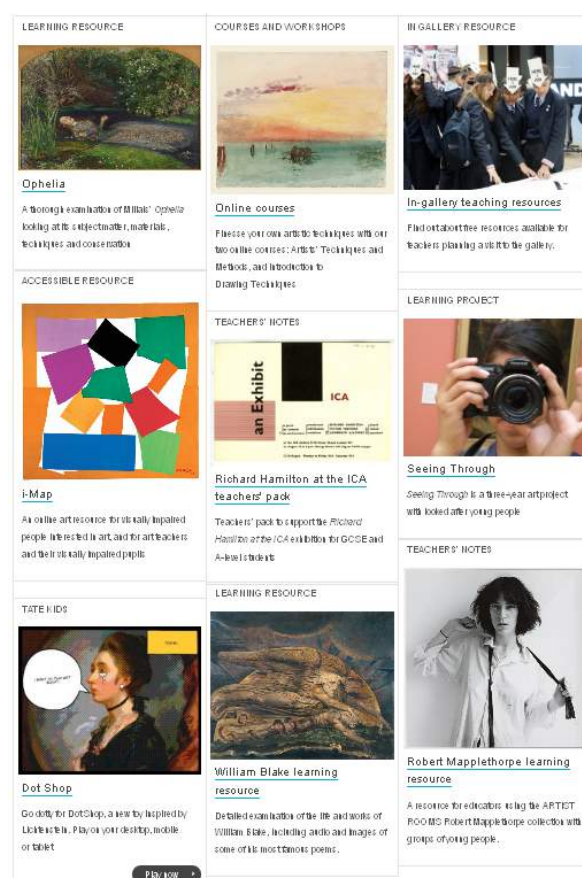 LEARNING RESOURCE
Ophelia
A thorough examination of Millais' Ophelia
looking at its subject matter, materials,
techniques and conservation
ACCESSIBLE RESOURCE
i-Map
An online art resource for visually impaired
people interested in art, and for art teachers
and their visually impaired pupils
TATE KIDS
Dot Shop
Go dotty for Dot Shop, a new toy inspired by
Lichtenstein. Play on your desktop, mobile
or tablet
Play now
COURSES AND WORKSHOPS
Online courses
Finesse your own artistic techniques with our
two online courses: Artists' Techniques and
Methods, and Introduction to
Drawing Techniques
TEACHERS' NOTES
an Exhibit
ICA
Richard Hamilton at the ICA
teachers' pack
Teachers' pack to support the Richard
Hamilton at the ICA exhibition for GCSE and
A-level students
LEARNING RESOURCE
William Blake learning
resource
Detailed examination of the life and works of
William Blake, including audio and images of
some of his most famous poems.
IN GALLERY RESOURCE
AND
In-gallery teaching resources
Find out about free resources available for
teachers planning a visit to the gallery.
LEARNING PROJECT
Seeing Through
Seeing Through is a three-year art project
with looked after young people
TEACHERS' NOTES
Robert Mapplethorpe learning
resource
A resource for educators using the ARTIST
ROOMS Robert Mapplethorpe collection with
groups of young people.